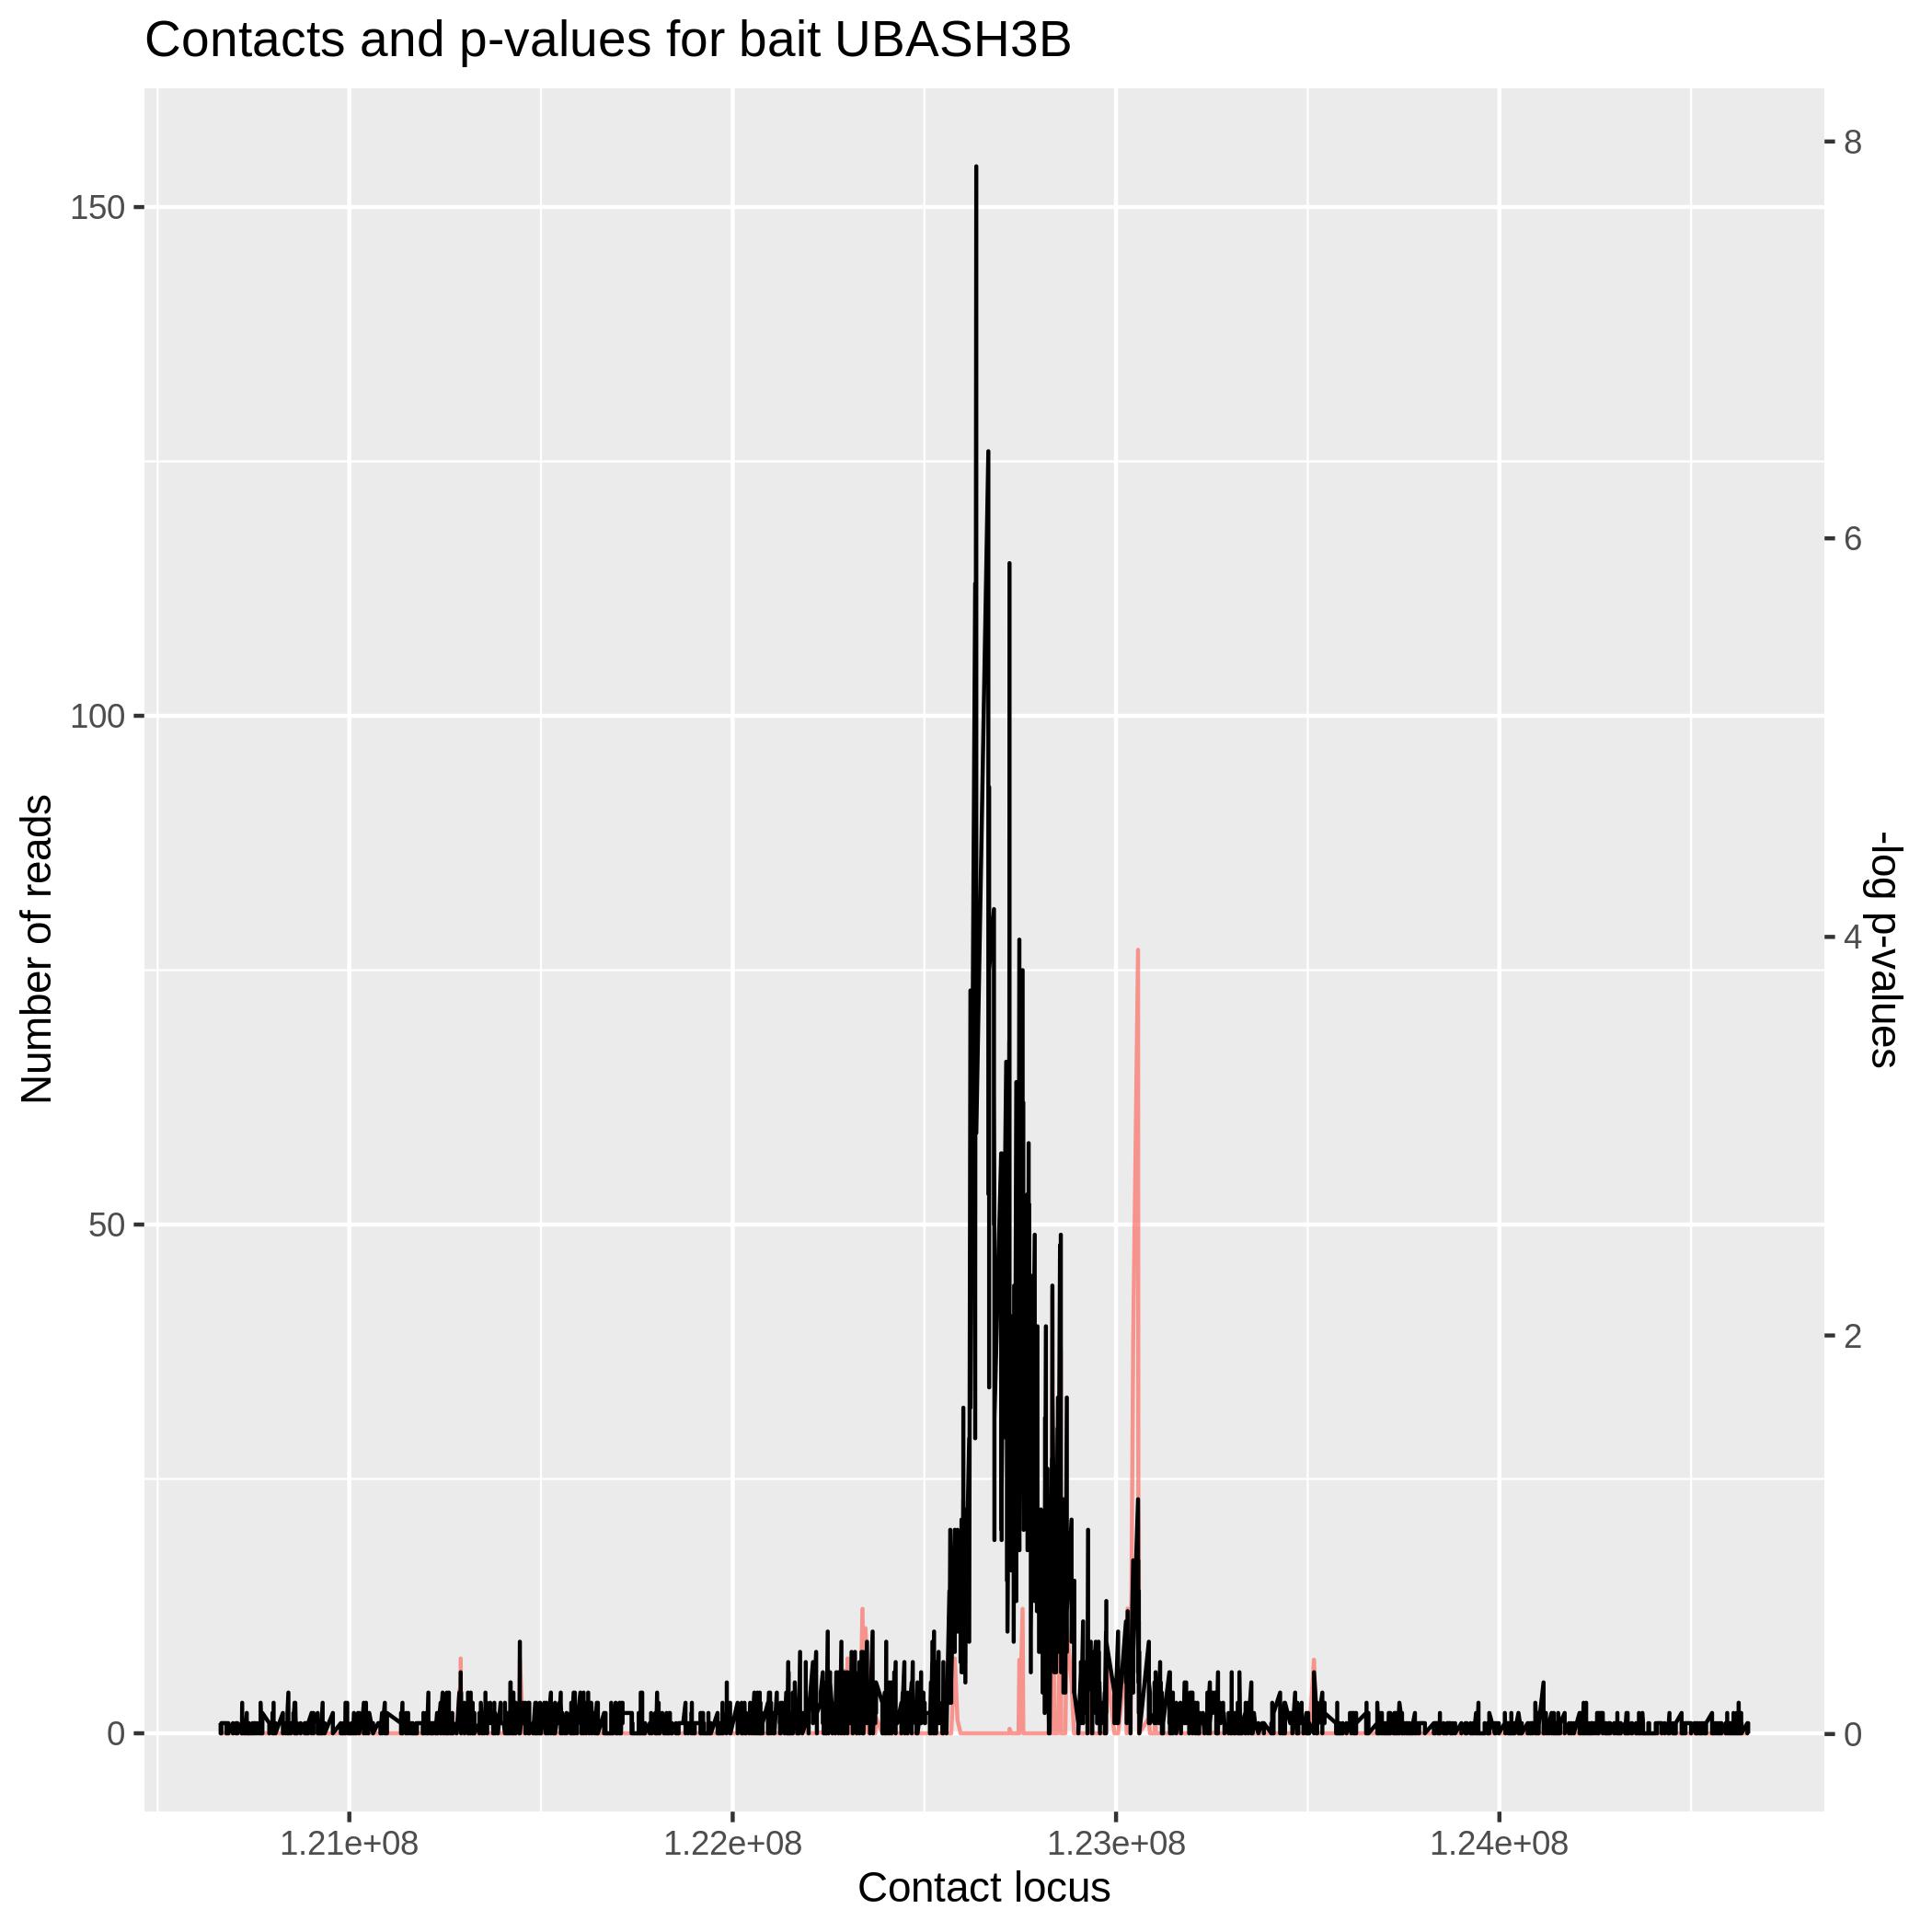 Contacts and p-values for bait UBASH3B
150
100
50
0
Number of reads
8
6
4
2
0
-log p-values
1.21e+08
1.22e+08
1.23e+08
1.24e+08
Contact locus